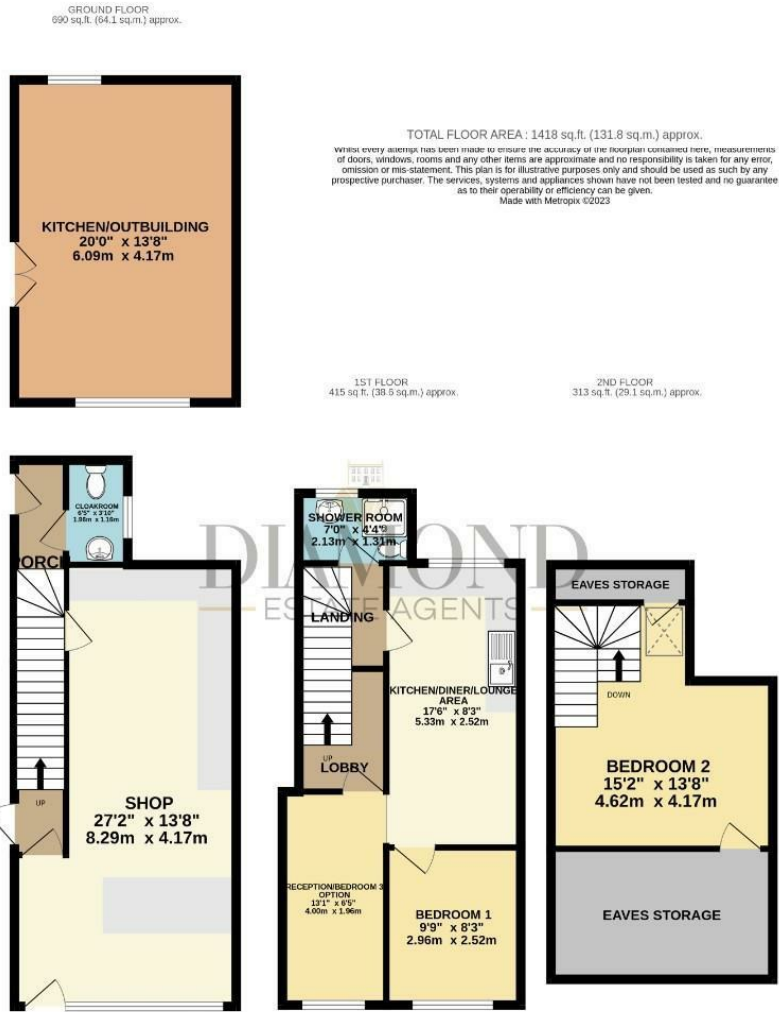 GROUND FLOOR
690 sq.ft. (64.1 sq.m.) approx.
TOTAL FLOOR AREA : 1418 sq.ft. (131.8 sq.m.) approx.
Whilst every attempt has been made to ensure the accuracy of the floorplan contained here, measurements
of doors, windows, rooms and any other items are approximate and no responsibility is taken for any error,
omission or mis-statement. This plan is for illustrative purposes only and should be used as such by any
prospective purchaser. The services, systems and appliances shown have not been tested and no guarantee
as to their operability or efficiency can be given.
Made with Metropix ©2023
KITCHEN/OUTBUILDING
20'0" x 13'8"
6.09m x 4.17m
1ST FLOOR
415 sq.ft. (38.5 sq.m.) approx.
2ND FLOOR
313 sq.ft. (29.1 sq.m.) approx.
CLOAKROOM
6'5" x 3'10"
1.96m x 1.16m
PORCH
UP
SHOP
27'2" x 13'8"
8.29m x 4.17m
SHOWER ROOM
7'0" x 4'4"
2.13m x 1.31m
DIAMOND
ESTATE AGENTS
LANDING
KITCHEN/DINER/LOUNGE
AREA
17'6" x 8'3"
5.33m x 2.52m
UP
LOBBY
RECEPTION/BEDROOM 3
OPTION
13'1" x 6'5"
4.00m x 1.96m
BEDROOM 1
9'9" x 8'3"
2.96m x 2.52m
EAVES STORAGE
DOWN
BEDROOM 2
15'2" x 13'8"
4.62m x 4.17m
EAVES STORAGE